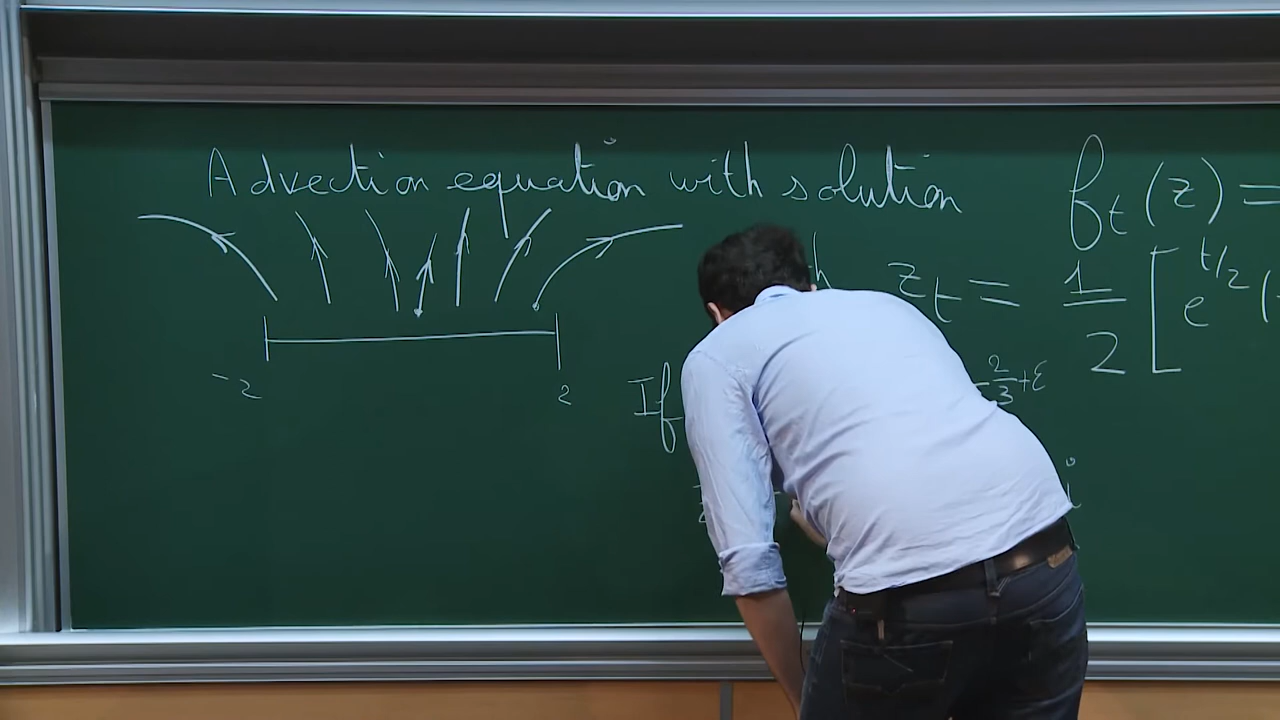 Advection equation with solution f_t(z) =
z_t = 1/2 [ e^{t/2} (
-2 2
If -2/3+ε
i